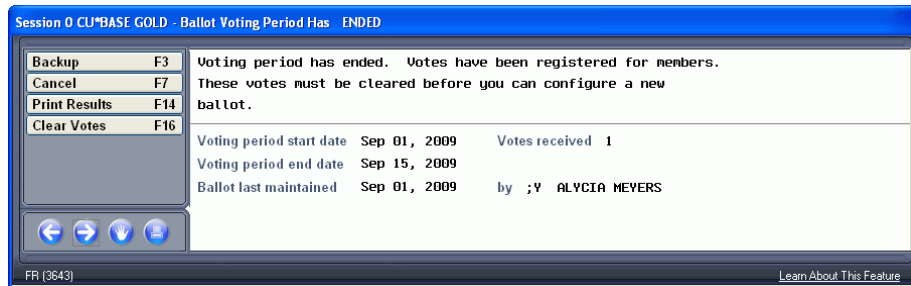 Session 0 CU*BASE GOLD - Ballot Voting Period Has ENDED
Backup F3
Cancel F7
Print Results F14
Clear Votes F16
Voting period has ended. Votes have been registered for members.
These votes must be cleared before you can configure a new
ballot.
Voting period start date Sep 01, 2009 Votes received 1
Voting period end date Sep 15, 2009
Ballot last maintained Sep 01, 2009 by ;Y ALYCIA MEYERS
FR (3643) Learn About This Feature